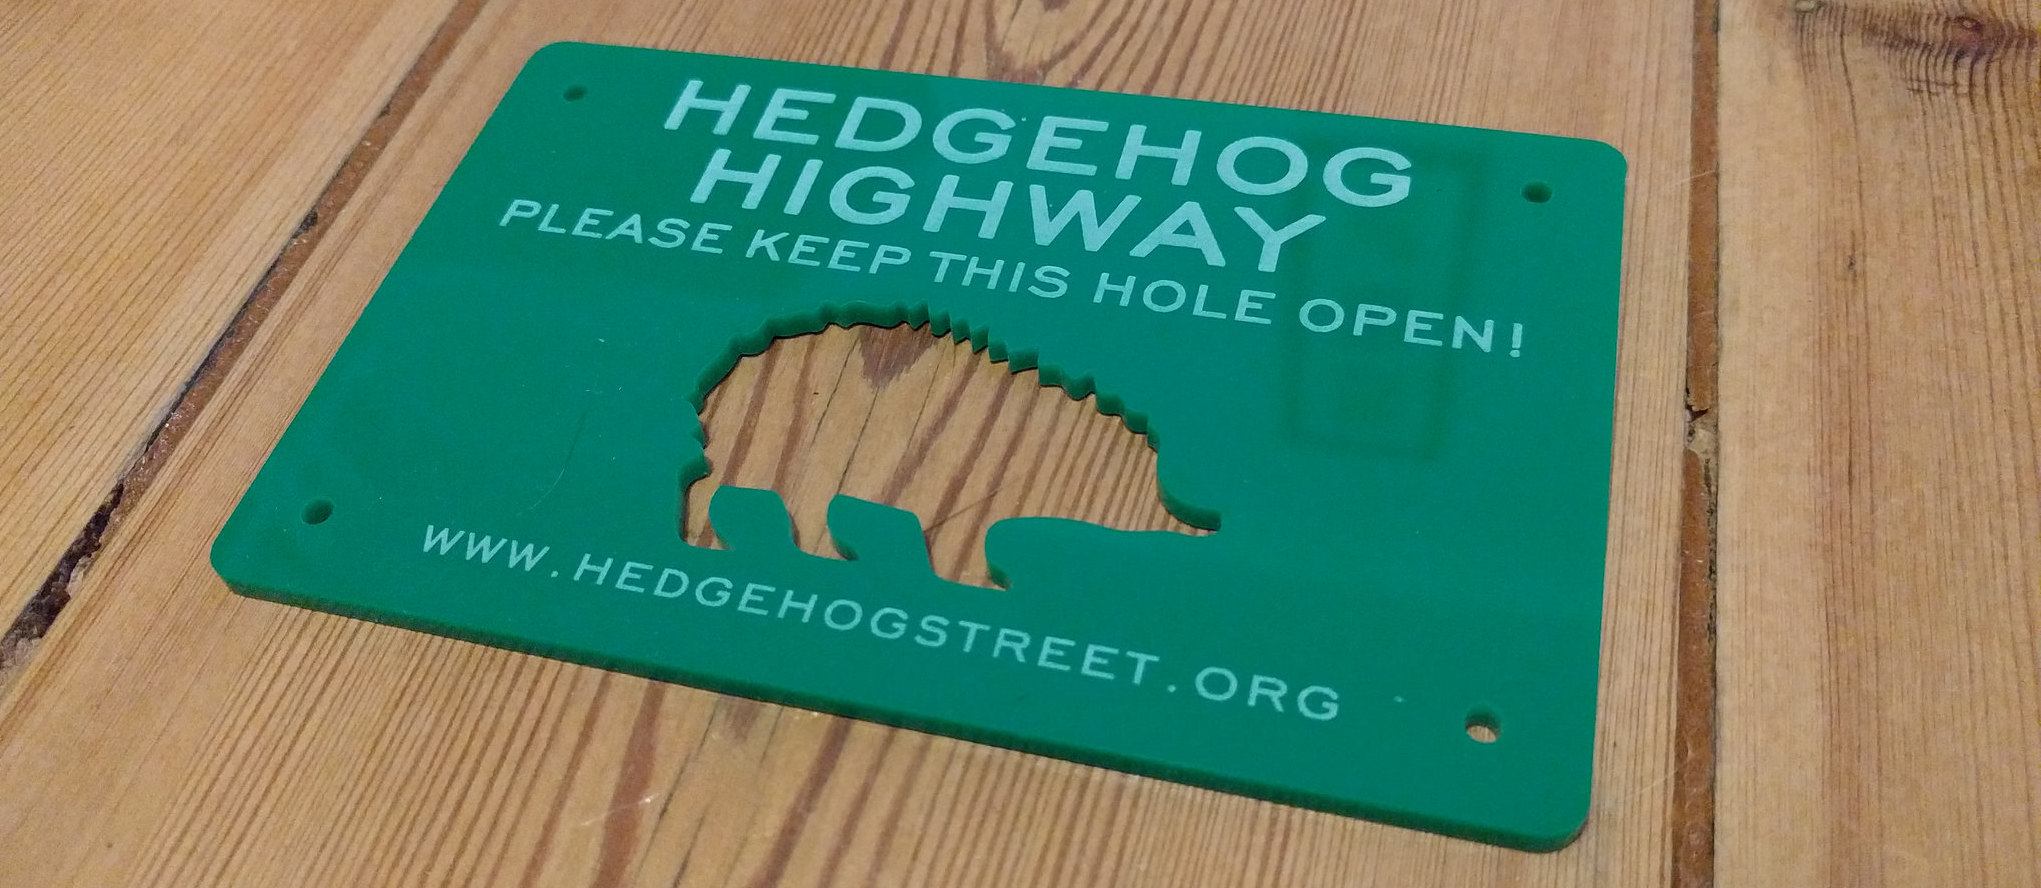 HEDGEHOG
HIGHWAY
PLEASE KEEP THIS HOLE OPEN!
WWW.HEDGEHOGSTREET.ORG